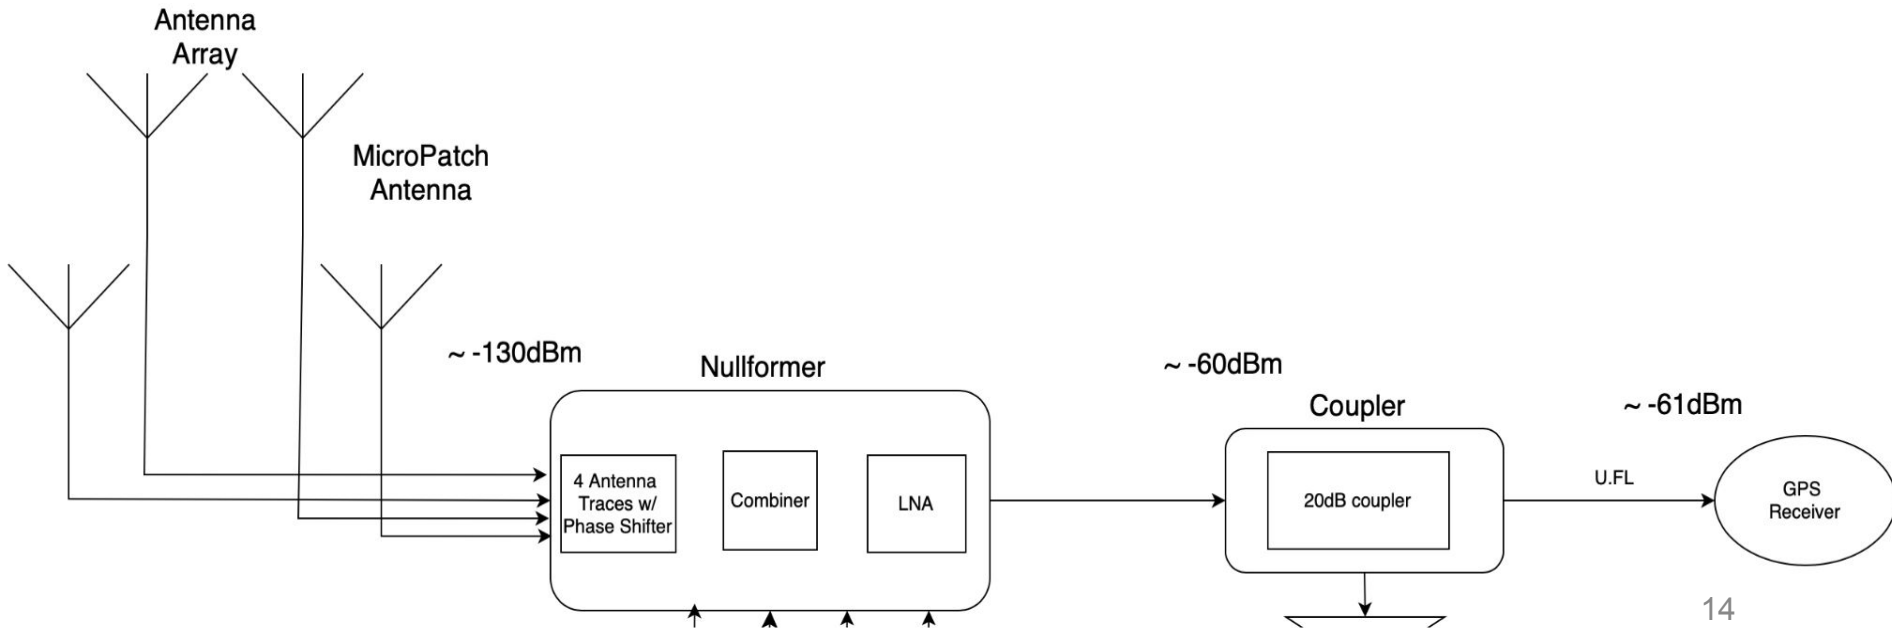 Antenna
Array
MicroPatch
Antenna
~ -130dBm
Nullformer
~ -60dBm
Coupler
~ -61dBm
4 Antenna
Traces w/
Phase Shifter
Combiner
LNA
20dB coupler
U.FL
GPS
Receiver
14